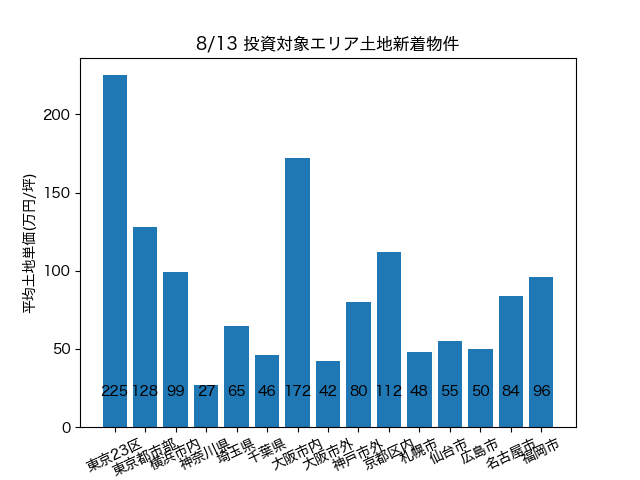 8/13 投資対象エリア土地新着物件
平均土地単価(万円/坪)
200
150
100
50
0
225 128 99 27 65 46 172 42 80 112 48 55 50 84 96
東京23区 東京都市部 横浜市内 神奈川県 埼玉県 千葉県 大阪市内 大阪市外 神戸市外 京都区内 札幌市 仙台市 広島市 名古屋市 福岡市